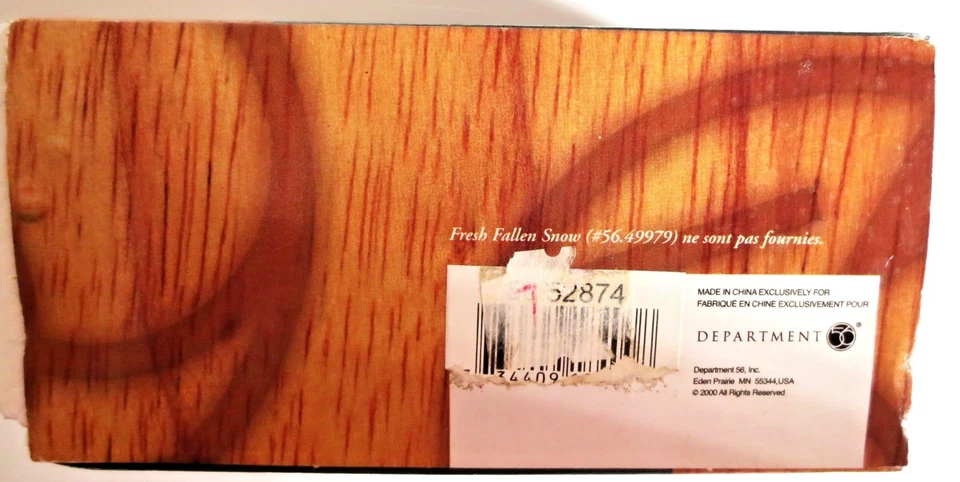 Fresh Fallen Snow (#56.49979) ne sont pas fournies.
52874
34409
MADE IN CHINA EXCLUSIVELY FOR
FABRIQUÉ EN CHINE EXCLUSIVEMENT POUR
DEPARTMENT 56®
Department 56, Inc.
Eden Prairie MN 55344,USA
© 2000 All Rights Reserved